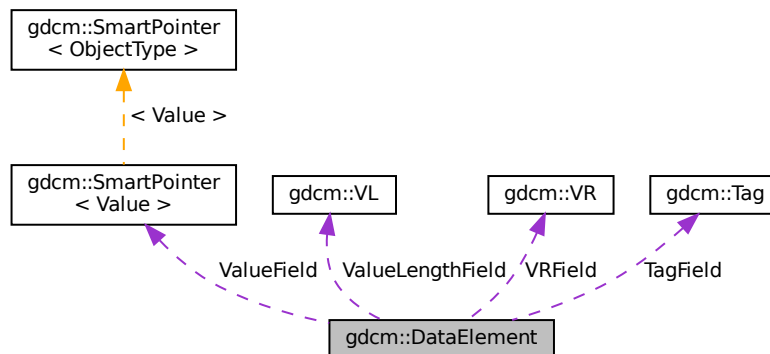 gdcm::SmartPointer
< ObjectType >
< Value >
gdcm::SmartPointer
< Value >
gdcm::VL
gdcm::VR
gdcm::Tag
ValueField
ValueLengthField
VRField
TagField
gdcm::DataElement